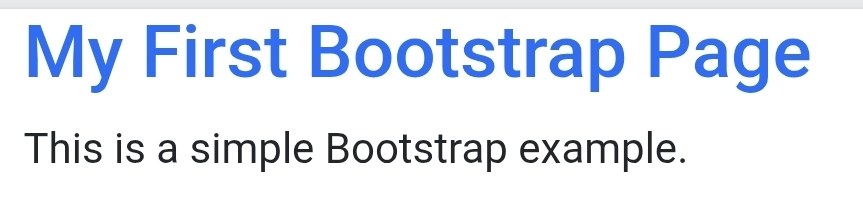 My First Bootstrap Page
This is a simple Bootstrap example.